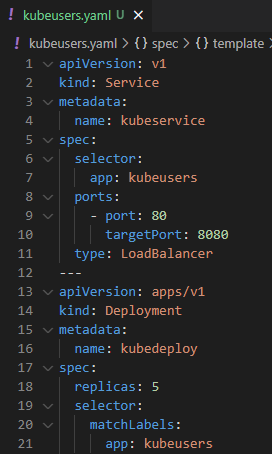 ! kubeusers.yaml U ×
! kubeusers.yaml > {} spec > {} template >
1 apiVersion: v1
2 kind: Service
3 metadata:
4   name: kubeservice
5 spec:
6   selector:
7     app: kubeusers
8   ports:
9     - port: 80
10       targetPort: 8080
11   type: LoadBalancer
12 ---
13 apiVersion: apps/v1
14 kind: Deployment
15 metadata:
16   name: kubedeploy
17 spec:
18   replicas: 5
19   selector:
20     matchLabels:
21       app: kubeusers